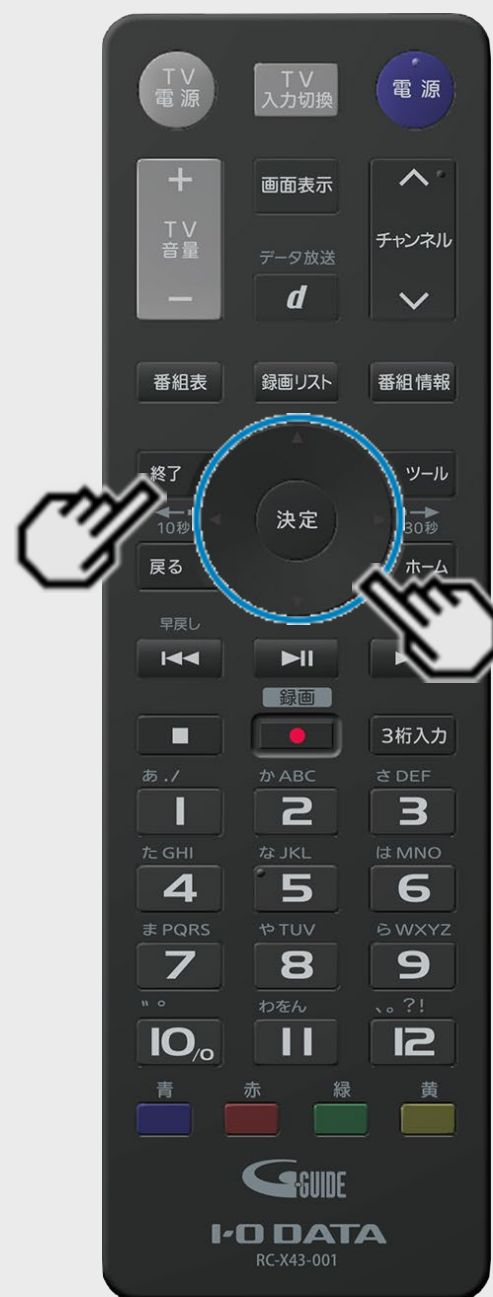 TV
電源
TV
入力切換
電源
+
TV
音量
−
画面表示
データ放送
d
チャンネル
番組表
録画リスト
番組情報
終了
ツール
10秒
決定
30秒
戻る
ホーム
早戻し
録画
3桁入力
あ./
か ABC
さ DEF
1
2
3
た GHI
な JKL
は MNO
4
5
6
ま PQRS
や TUV
ら WXYZ
7
8
9
゛゜
わをん
、。?!
10/0
11
12
青
赤
緑
黄
G-GUIDE
I-O DATA
RC-X43-001